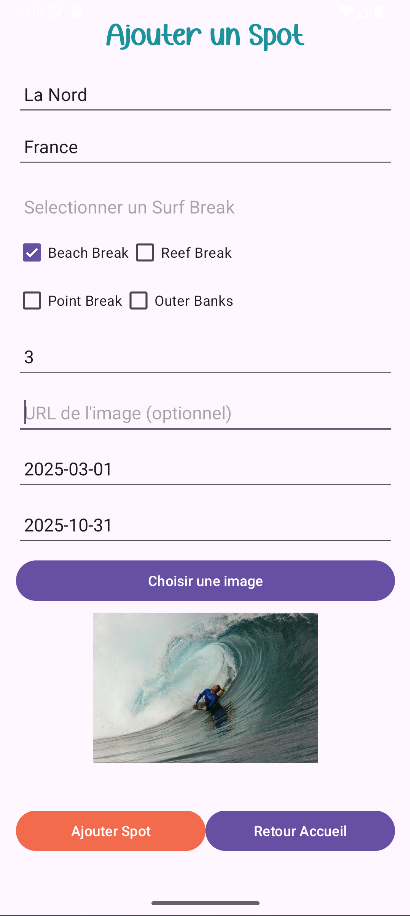 Ajouter un Spot
La Nord
France
Selectionner un Surf Break
Beach Break Reef Break
Point Break Outer Banks
3
URL de l'image (optionnel)
2025-03-01
2025-10-31
Choisir une image
Ajouter Spot Retour Accueil